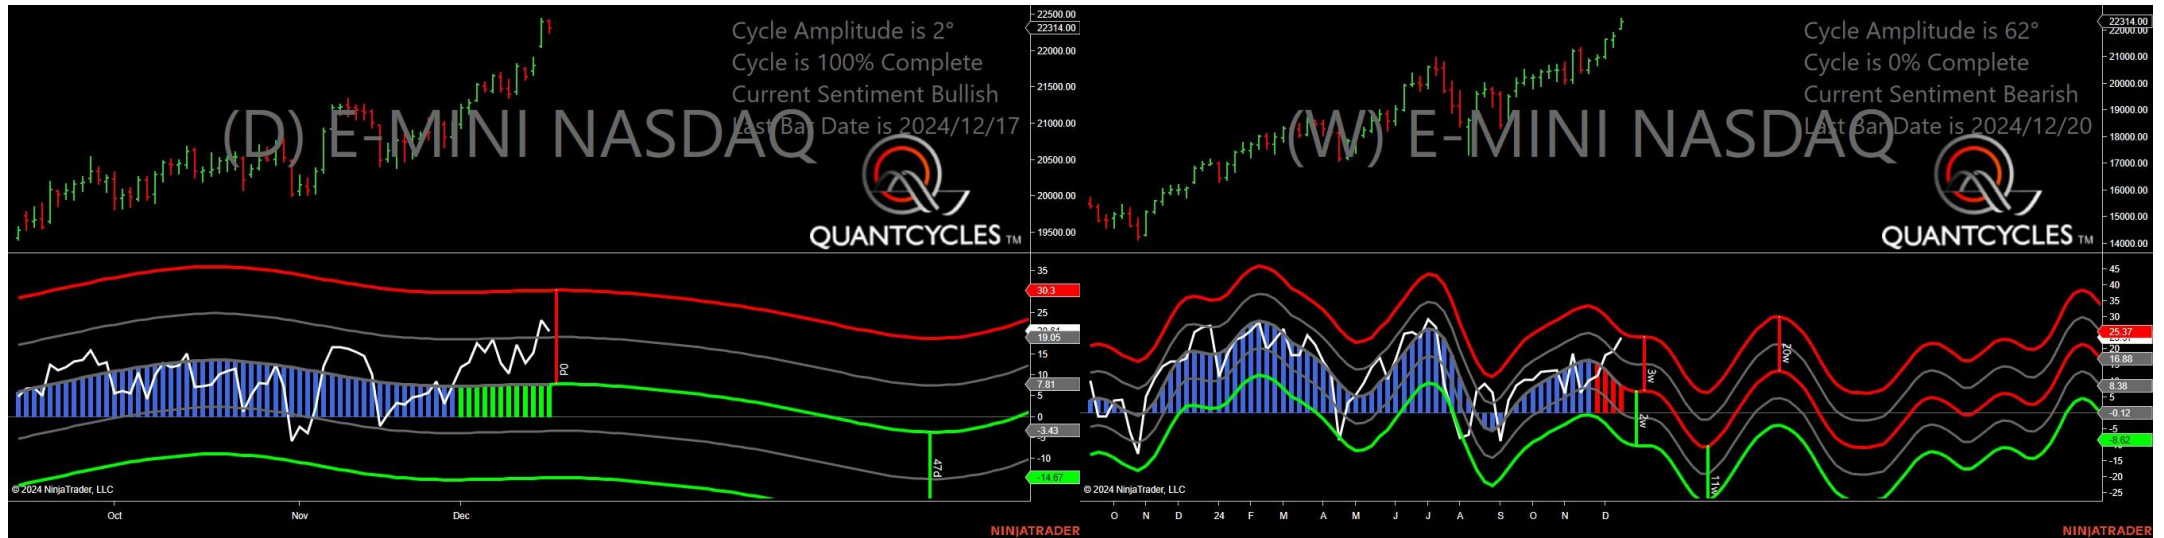 Cycle Amplitude is 2°
Cycle is 100% Complete
Current Sentiment Bullish
Last Bar Date is 2024/12/17
(D) E-MINI NASDAQ
QUANTCYCLES TM
22500.00
22314.00
22000.00
21500.00
21000.00
20500.00
20000.00
19500.00
35
30.3
25
19.05
15
10
7.81
5
0
-3.43
-10
-14.67
0d
47d
© 2024 NinjaTrader, LLC
Oct
Nov
Dec
NINJATRADER
Cycle Amplitude is 62°
Cycle is 0% Complete
Current Sentiment Bearish
Last Bar Date is 2024/12/20
(W) E-MINI NASDAQ
QUANTCYCLES TM
22314.00
22000.00
21000.00
20000.00
19000.00
18000.00
17000.00
16000.00
15000.00
14000.00
45
40
35
30
25.37
20
16.88
8.38
5
-0.12
-5
-8.62
-15
-20
-25
3w
2w
11w
20w
© 2024 NinjaTrader, LLC
O N D 24 F M A M J J A S O N D
NINJATRADER